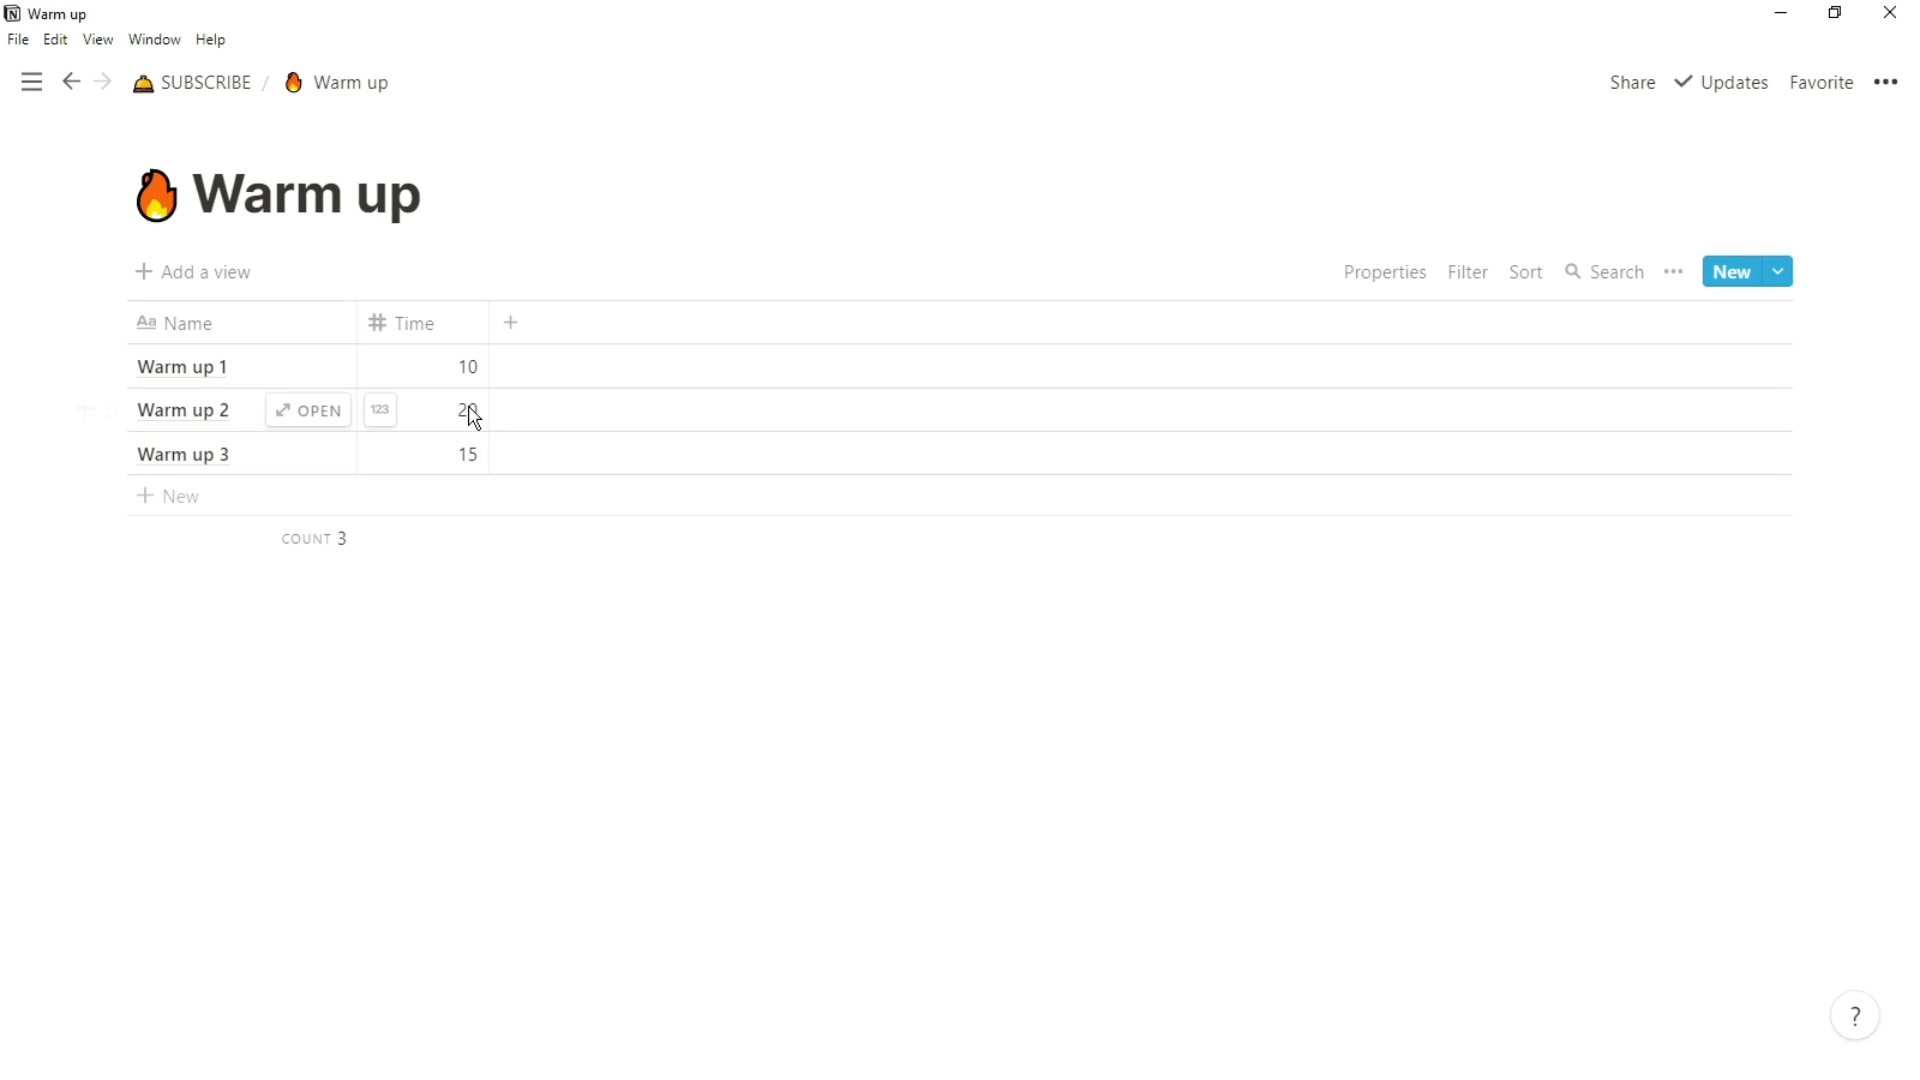 Warm up
File Edit View Window Help
SUBSCRIBE / Warm up
Share Updates Favorite
Warm up
Add a view
Properties Filter Sort Search New
Aa Name # Time +
Warm up 1 10
Warm up 2 OPEN 123 20
Warm up 3 15
+ New
COUNT 3
?